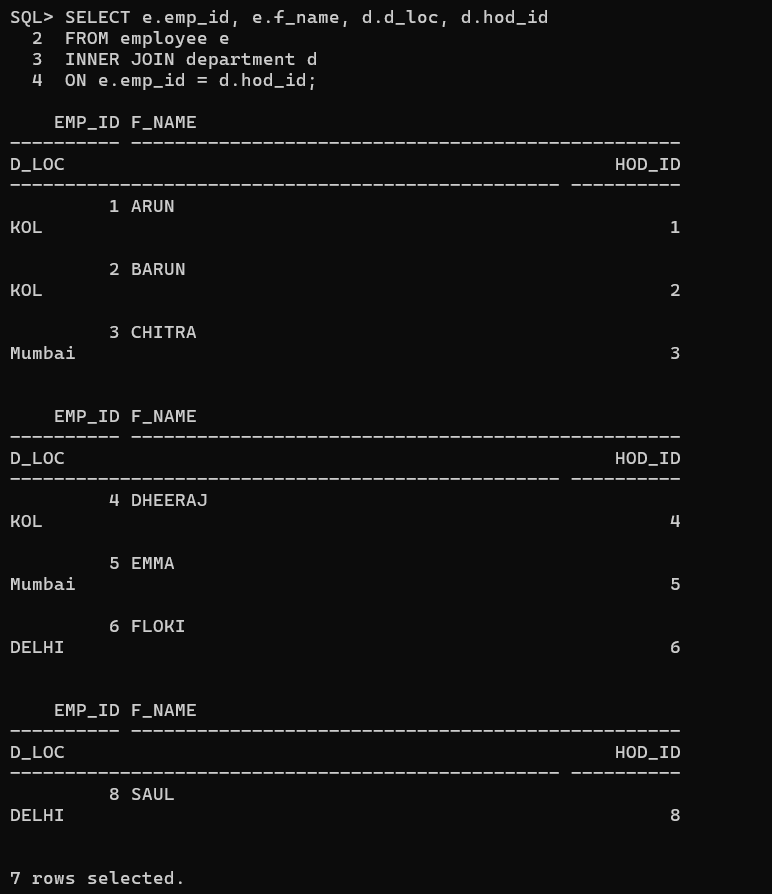 SQL> SELECT e.emp_id, e.f_name, d.d_loc, d.hod_id
  2  FROM employee e
  3  INNER JOIN department d
  4  ON e.emp_id = d.hod_id;

    EMP_ID F_NAME
---------- --------------------------------------------------
D_LOC                                                  HOD_ID
-------------------------------------------------- ----------
         1 ARUN
KOL                                                         1

         2 BARUN
KOL                                                         2

         3 CHITRA
Mumbai                                                      3


    EMP_ID F_NAME
---------- --------------------------------------------------
D_LOC                                                  HOD_ID
-------------------------------------------------- ----------
         4 DHEERAJ
KOL                                                         4

         5 EMMA
Mumbai                                                      5

         6 FLOKI
DELHI                                                       6


    EMP_ID F_NAME
---------- --------------------------------------------------
D_LOC                                                  HOD_ID
-------------------------------------------------- ----------
         8 SAUL
DELHI                                                       8


7 rows selected.